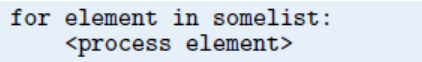 for element in somelist:
    <process element>